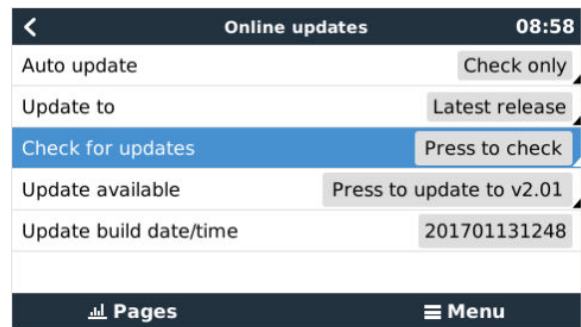 Online updates 08:58
Auto update Check only
Update to Latest release
Check for updates Press to check
Update available Press to update to v2.01
Update build date/time 201701131248
Pages Menu